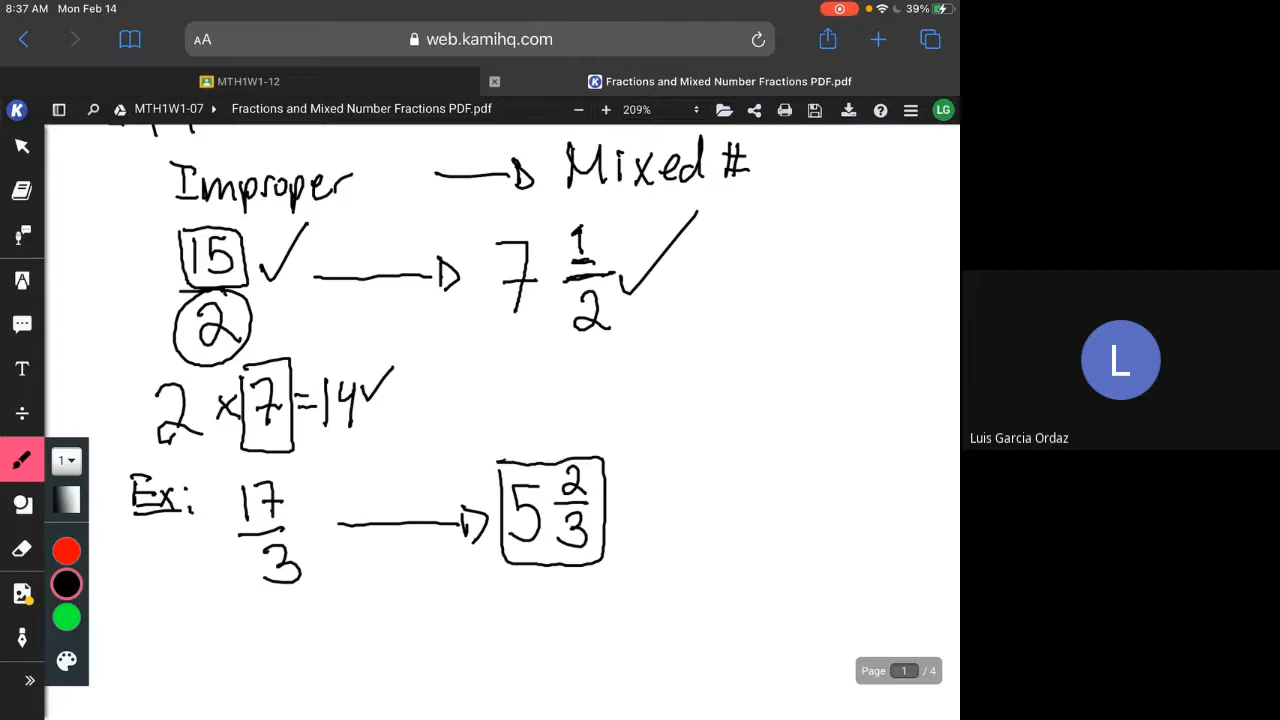 8:37 AM Mon Feb 14
39%
AA
web.kamihq.com
MTH1W1-12
Fractions and Mixed Number Fractions PDF.pdf
MTH1W1-07
Fractions and Mixed Number Fractions PDF.pdf
209%
LG
Improper → Mixed #
15/2 ✓ → 7 1/2 ✓
2 × 7 = 14 ✓
Ex: 17/3 → 5 2/3
T
1
Page 1 / 4
L
Luis Garcia Ordaz